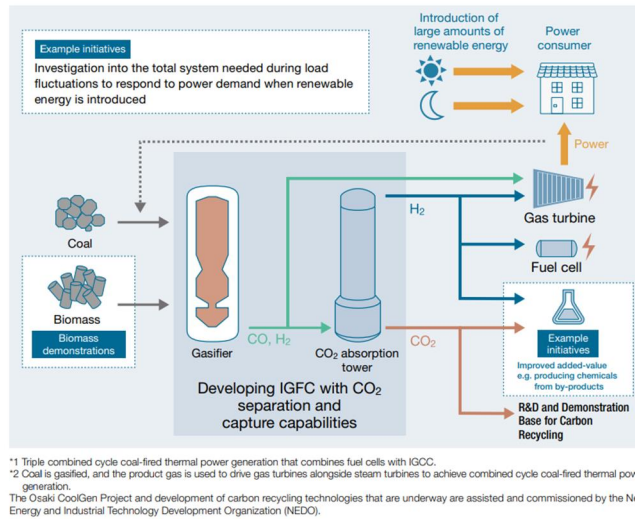 Example initiatives
Investigation into the total system needed during load
fluctuations to respond to power demand when renewable
energy is introduced
Introduction of
large amounts of
renewable energy
Power
consumer
Power
Coal
Biomass
Biomass
demonstrations
Gasifier
CO, H2
CO2 absorption
tower
H2
CO2
Gas turbine
Fuel cell
Example
initiatives
Improved added-value
e.g. producing chemicals
from by-products
R&D and Demonstration
Base for Carbon
Recycling
Developing IGFC with CO2
separation and
capture capabilities
*1 Triple combined cycle coal-fired thermal power generation that combines fuel cells with IGCC.
*2 Coal is gasified, and the product gas is used to drive gas turbines alongside steam turbines to achieve combined cycle coal-fired thermal
generation.
The Osaki CoolGen Project and development of carbon recycling technologies that are underway are assisted and commissioned by the
Energy and Industrial Technology Development Organization (NEDO).